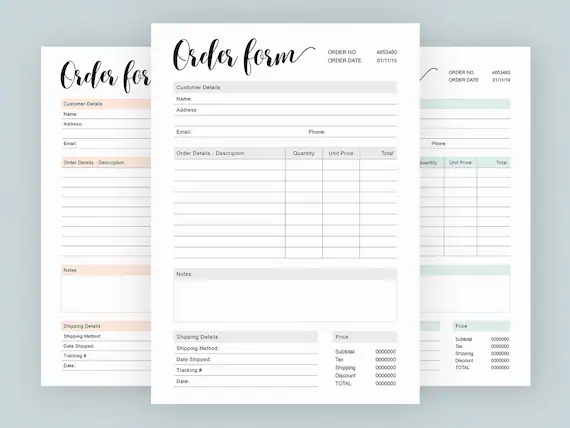 Order form
ORDER NO: 4653480
ORDER DATE: 01/11/19
Customer Details
Name:
Address:
Email: Phone:
Order Details - Description Quantity Unit Price Total
Notes
Shipping Details
Shipping Method:
Date Shipped:
Tracking #
Date:
Price
Subtotal 0000000
Tax 0000000
Shipping 0000000
Discount 0000000
TOTAL 0000000
Order for
Customer Details
Name:
Address:
Email
Order Details - Description
Notes
Shipping Details
Shipping Method:
Date Shipped:
Tracking #
Date:
ORDER NO: 4653480
ORDER DATE: 01/11/19
Phone:
uantity Unit Price Total
Price
Subtotal 0000000
Tax 0000000
Shipping 0000000
Discount 0000000
TOTAL 0000000